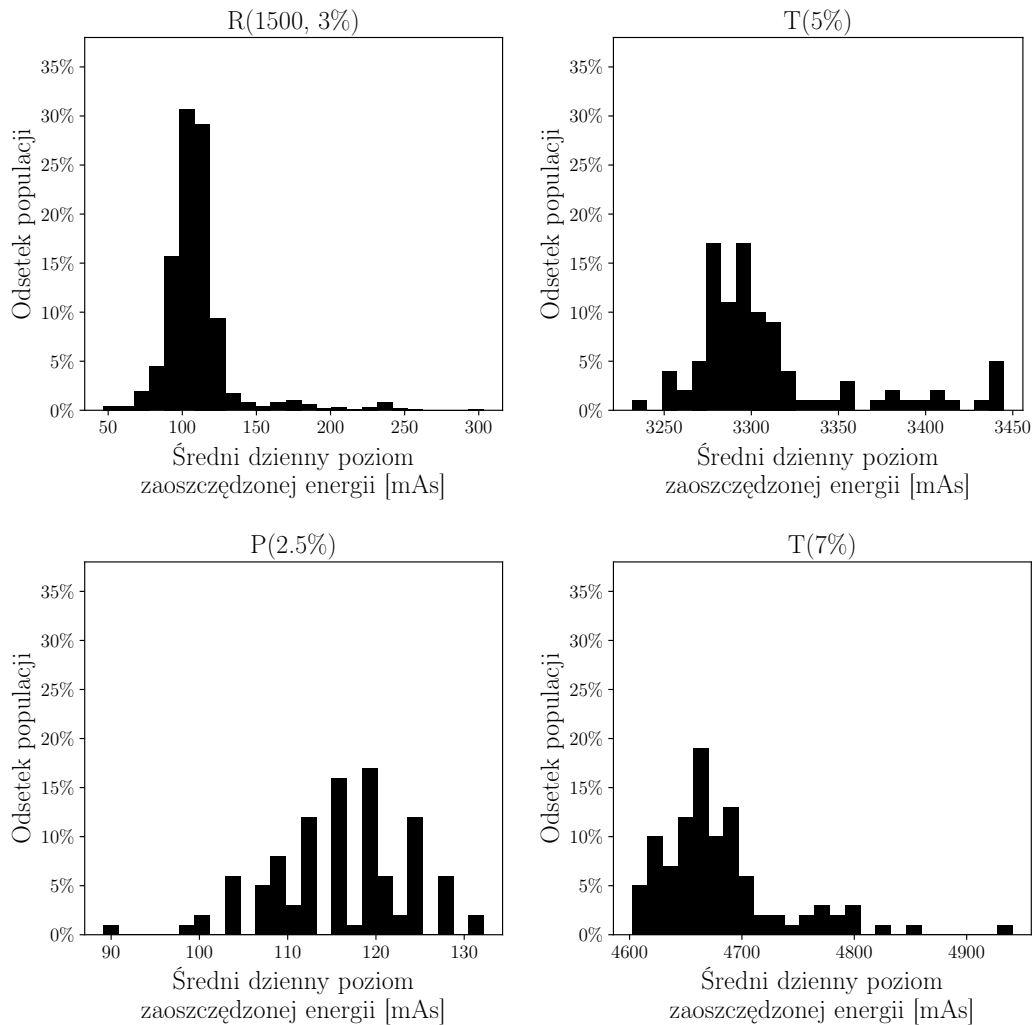 R(1500, 3%)
Odsetek populacji
35%
30%
25%
20%
15%
10%
5%
0%
50 100 150 200 250 300
Średni dzienny poziom
zaoszczędzonej energii [mAs]
T(5%)
Odsetek populacji
35%
30%
25%
20%
15%
10%
5%
0%
3250 3300 3350 3400 3450
Średni dzienny poziom
zaoszczędzonej energii [mAs]
P(2.5%)
Odsetek populacji
35%
30%
25%
20%
15%
10%
5%
0%
90 100 110 120 130
Średni dzienny poziom
zaoszczędzonej energii [mAs]
T(7%)
Odsetek populacji
35%
30%
25%
20%
15%
10%
5%
0%
4600 4700 4800 4900
Średni dzienny poziom
zaoszczędzonej energii [mAs]